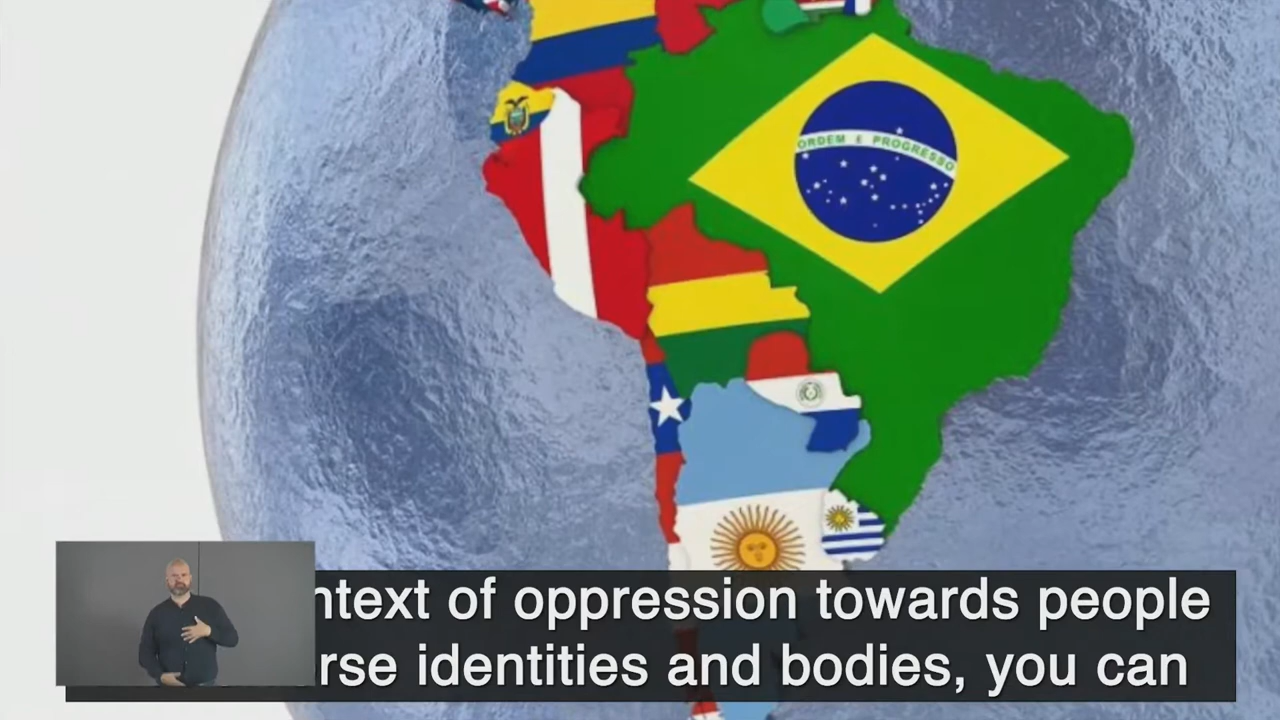 ORDEM E PROGRESSO
ntext of oppression towards people
rse identities and bodies, you can